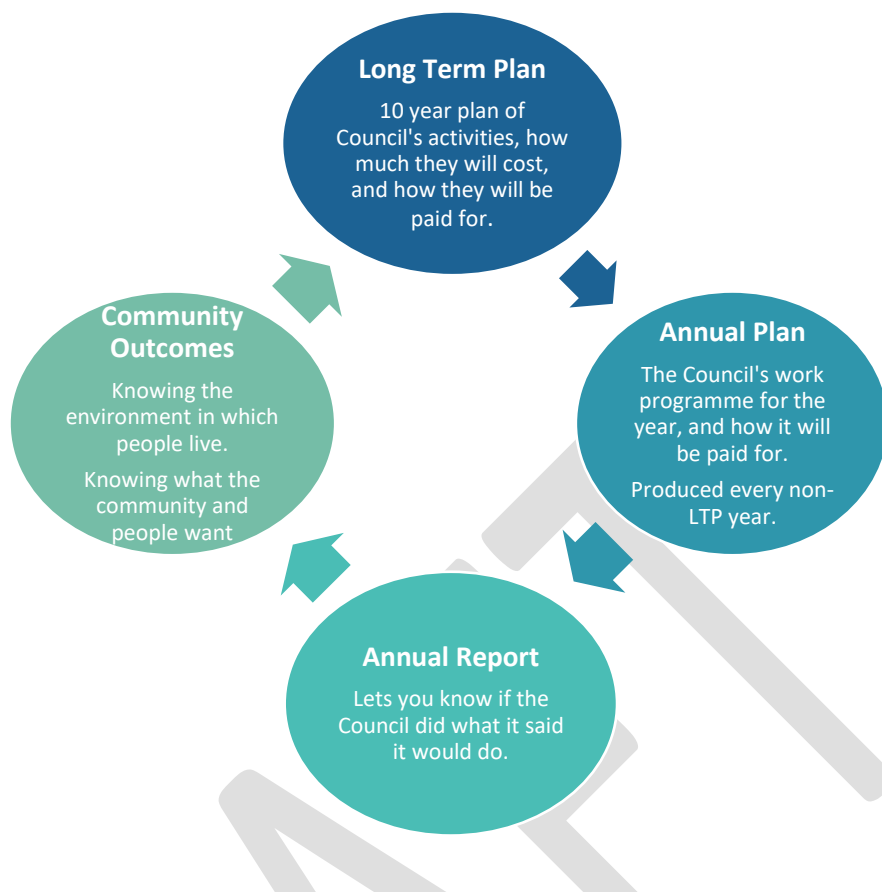 Long Term Plan
10 year plan of
Council's activities, how
much they will cost,
and how they will be
paid for.
Annual Plan
The Council's work
programme for the
year, and how it will
be paid for.
Produced every non-
LTP year.
Annual Report
Lets you know if the
Council did what it said
it would do.
Community
Outcomes
Knowing the
environment in which
people live.
Knowing what the
community and
people want